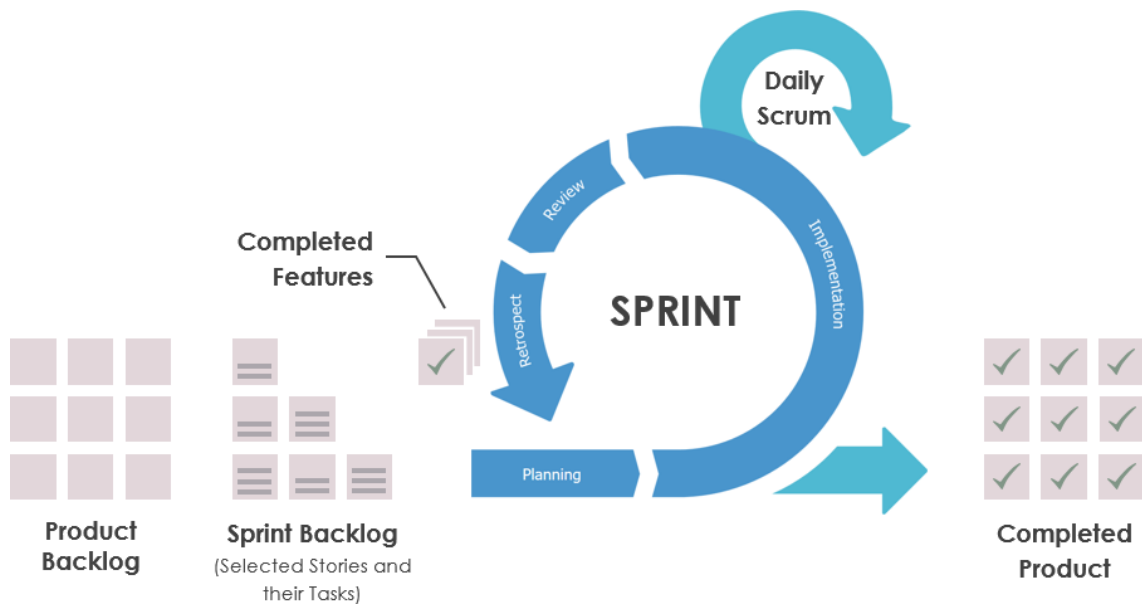 Daily
Scrum
Review
Implementation
Completed
Features
Retrospect
SPRINT
Planning
Product
Backlog
Sprint Backlog
(Selected Stories and
their Tasks)
Completed
Product